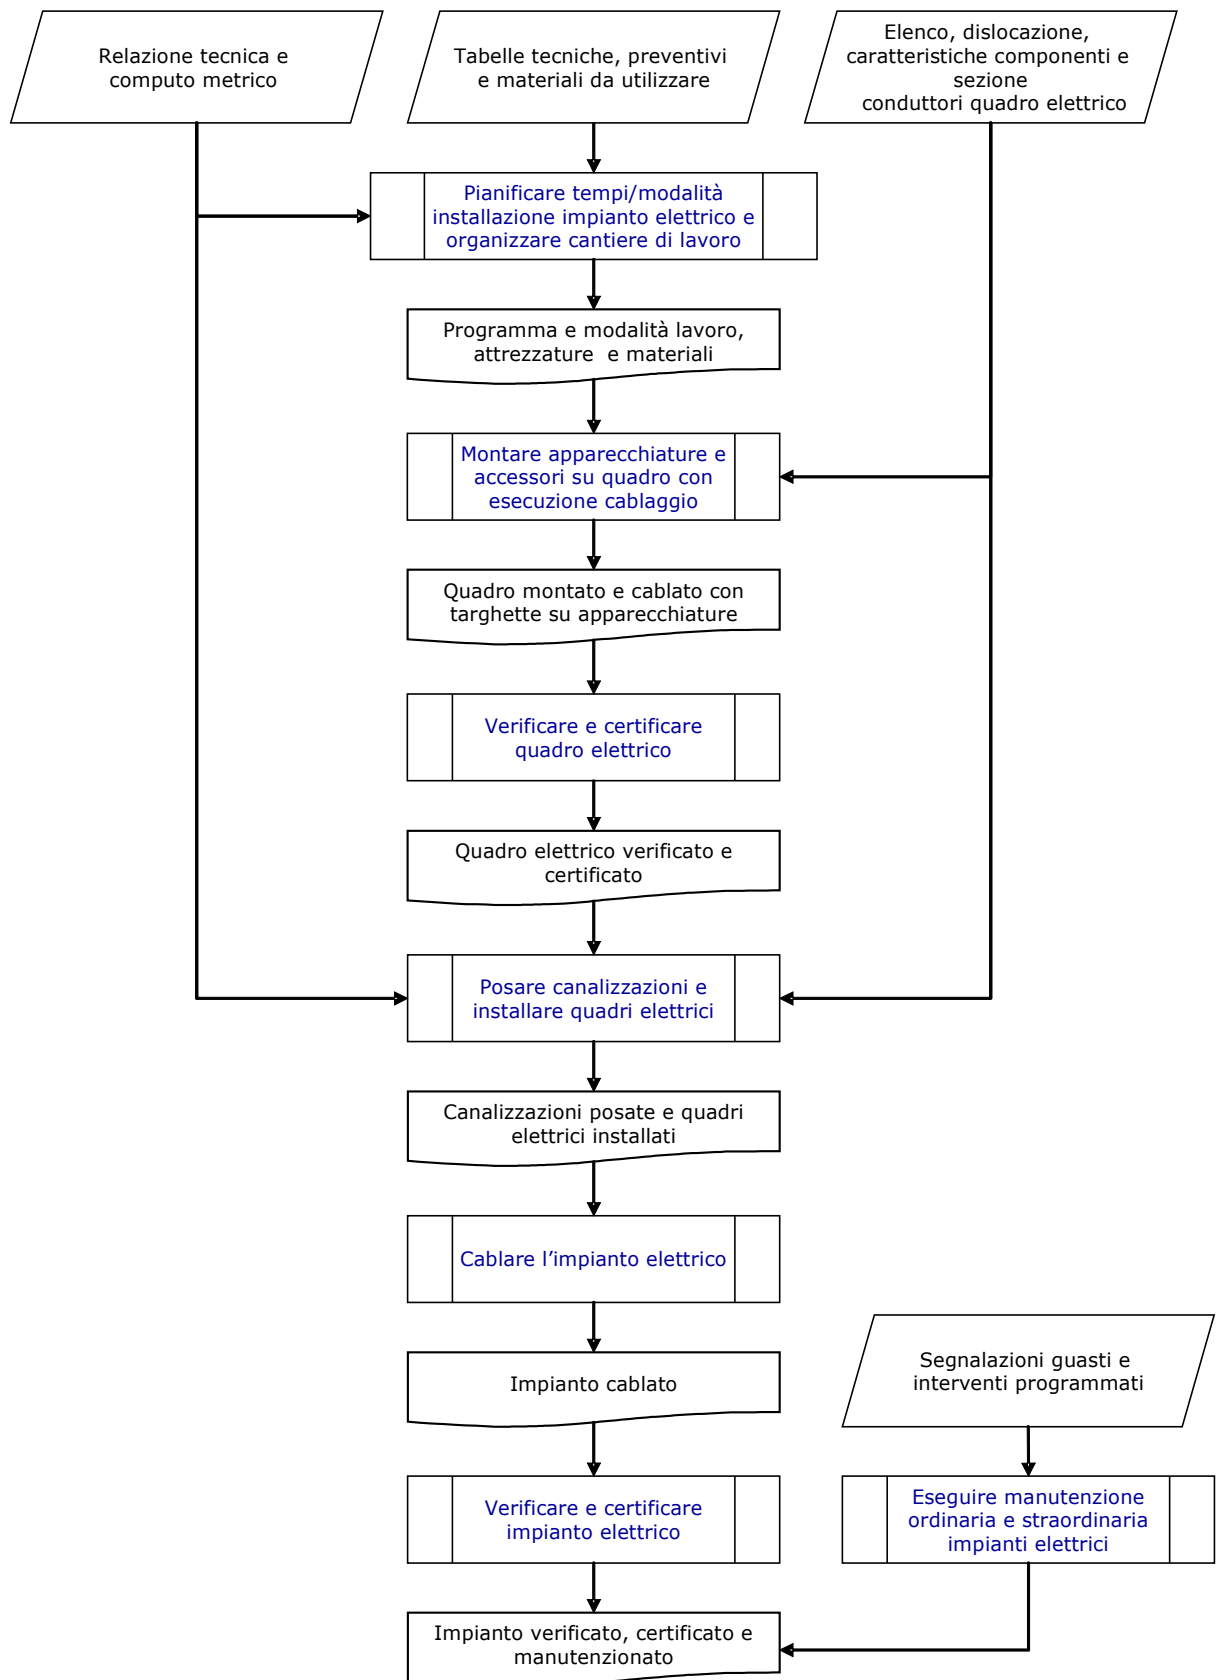 Relazione tecnica e
computo metrico
Tabelle tecniche, preventivi
e materiali da utilizzare
Elenco, dislocazione,
caratteristiche componenti e
sezione
conduttori quadro elettrico
Pianificare tempi/modalità
installazione impianto elettrico e
organizzare cantiere di lavoro
Programma e modalità lavoro,
attrezzature e materiali
Montare apparecchiature e
accessori su quadro con
esecuzione cablaggio
Quadro montato e cablato con
targhette su apparecchiature
Verificare e certificare
quadro elettrico
Quadro elettrico verificato e
certificato
Posare canalizzazioni e
installare quadri elettrici
Canalizzazioni posate e quadri
elettrici installati
Cablare l’impianto elettrico
Impianto cablato
Segnalazioni guasti e
interventi programmati
Verificare e certificare
impianto elettrico
Eseguire manutenzione
ordinaria e straordinaria
impianti elettrici
Impianto verificato, certificato e
manutenzionato